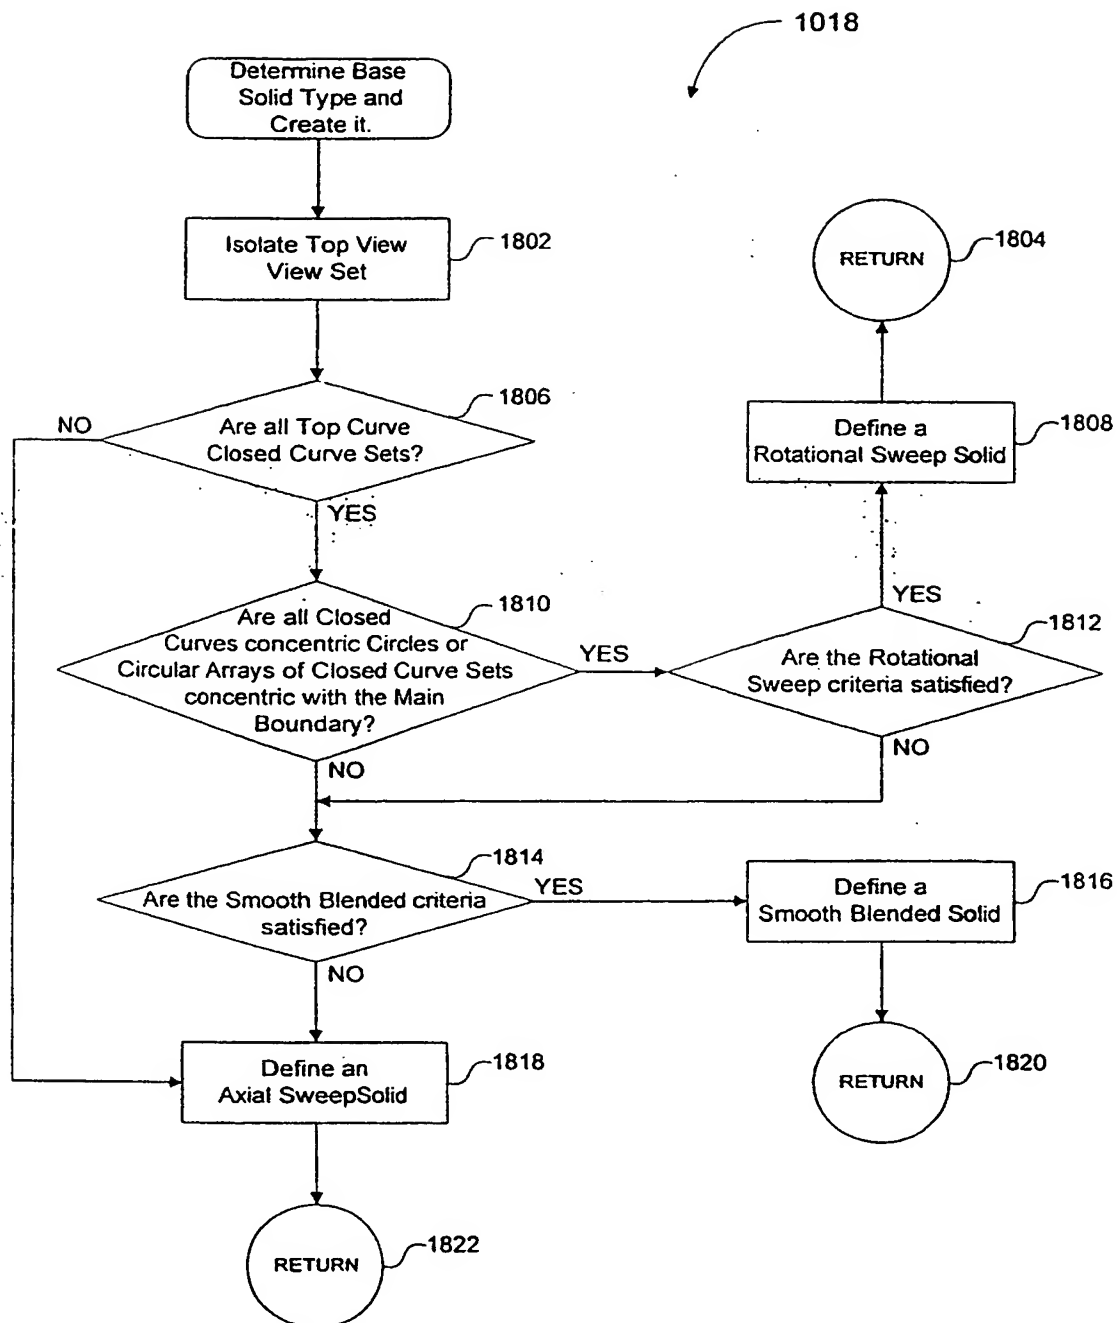 1018
Determine Base
Solid Type and
Create it.
Isolate Top View
View Set
1802
RETURN
1804
Are all Top Curve
Closed Curve Sets?
1806
NO
YES
Define a
Rotational Sweep Solid
1808
Are all Closed
Curves concentric Circles or
Circular Arrays of Closed Curve Sets
concentric with the Main
Boundary?
1810
YES
NO
Are the Rotational
Sweep criteria satisfied?
1812
YES
NO
Are the Smooth Blended criteria
satisfied?
1814
YES
NO
Define a
Smooth Blended Solid
1816
Define an
Axial SweepSolid
1818
RETURN
1820
RETURN
1822